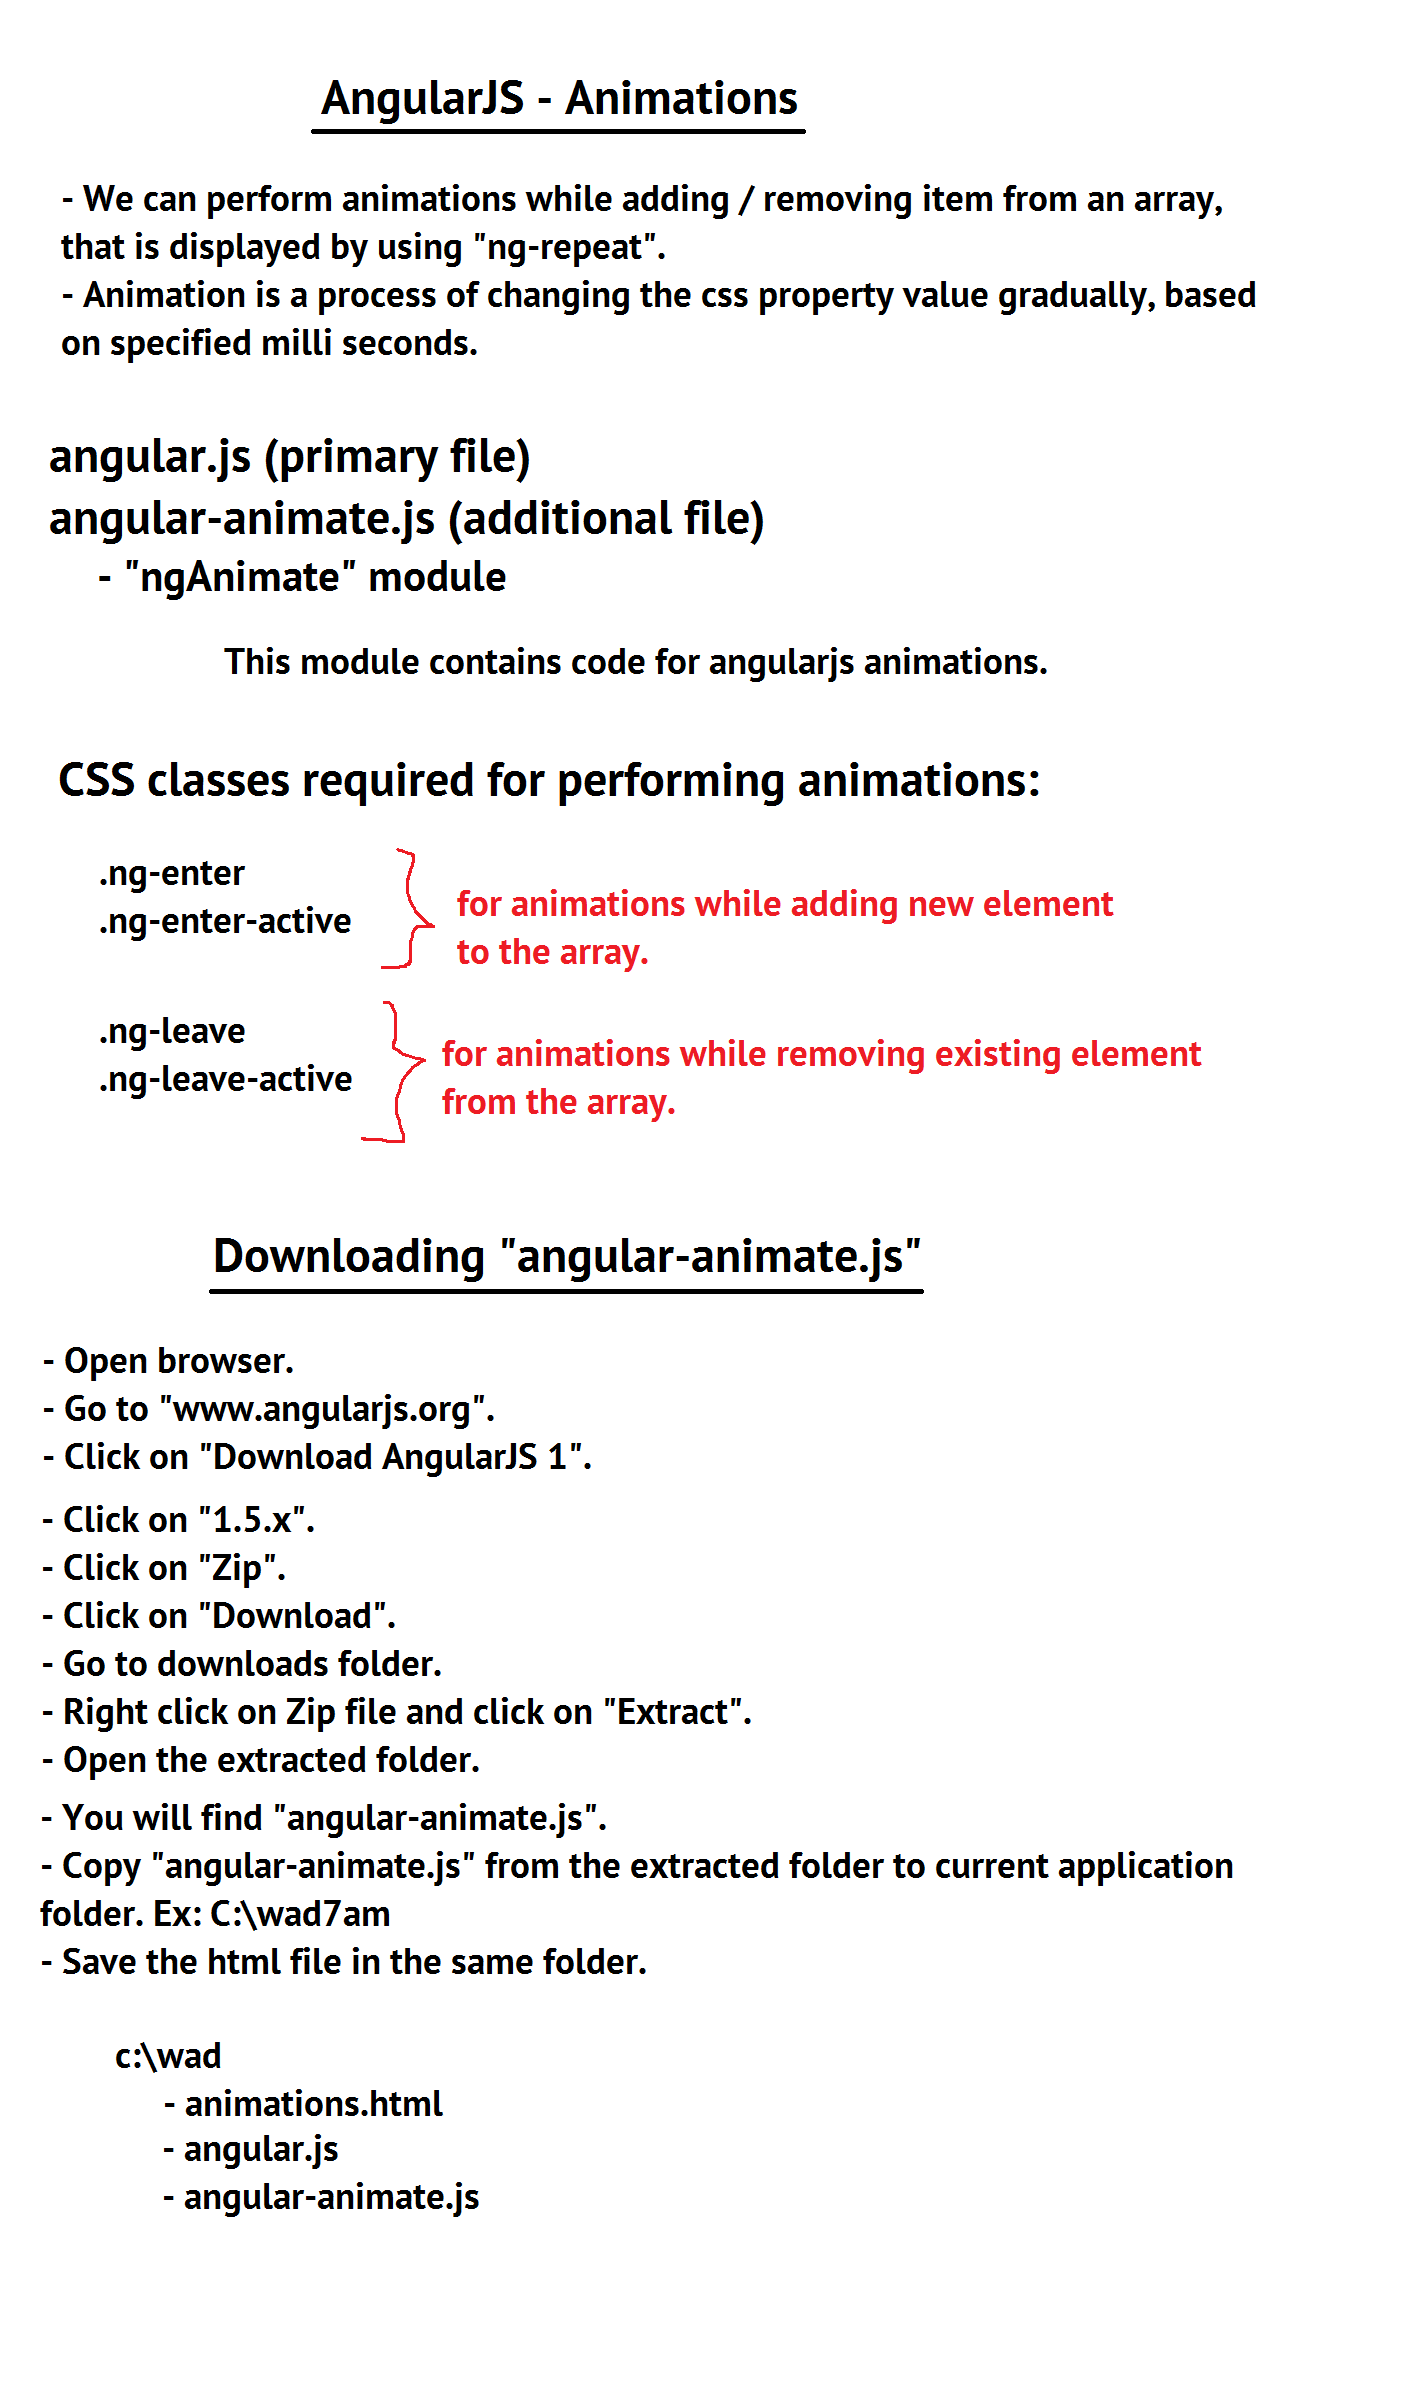 AngularJS - Animations
- We can perform animations while adding / removing item from an array,
that is displayed by using "ng-repeat".
- Animation is a process of changing the css property value gradually, based
on specified milli seconds.
angular.js (primary file)
angular-animate.js (additional file)
- "ngAnimate" module
This module contains code for angularjs animations.
CSS classes required for performing animations:
.ng-enter
.ng-enter-active
for animations while adding new element
to the array.
.ng-leave
.ng-leave-active
for animations while removing existing element
from the array.
Downloading "angular-animate.js"
- Open browser.
- Go to "www.angularjs.org".
- Click on "Download AngularJS 1".
- Click on "1.5.x".
- Click on "Zip".
- Click on "Download".
- Go to downloads folder.
- Right click on Zip file and click on "Extract".
- Open the extracted folder.
- You will find "angular-animate.js".
- Copy "angular-animate.js" from the extracted folder to current application
folder. Ex: C:\wad7am
- Save the html file in the same folder.
c:\wad
- animations.html
- angular.js
- angular-animate.js